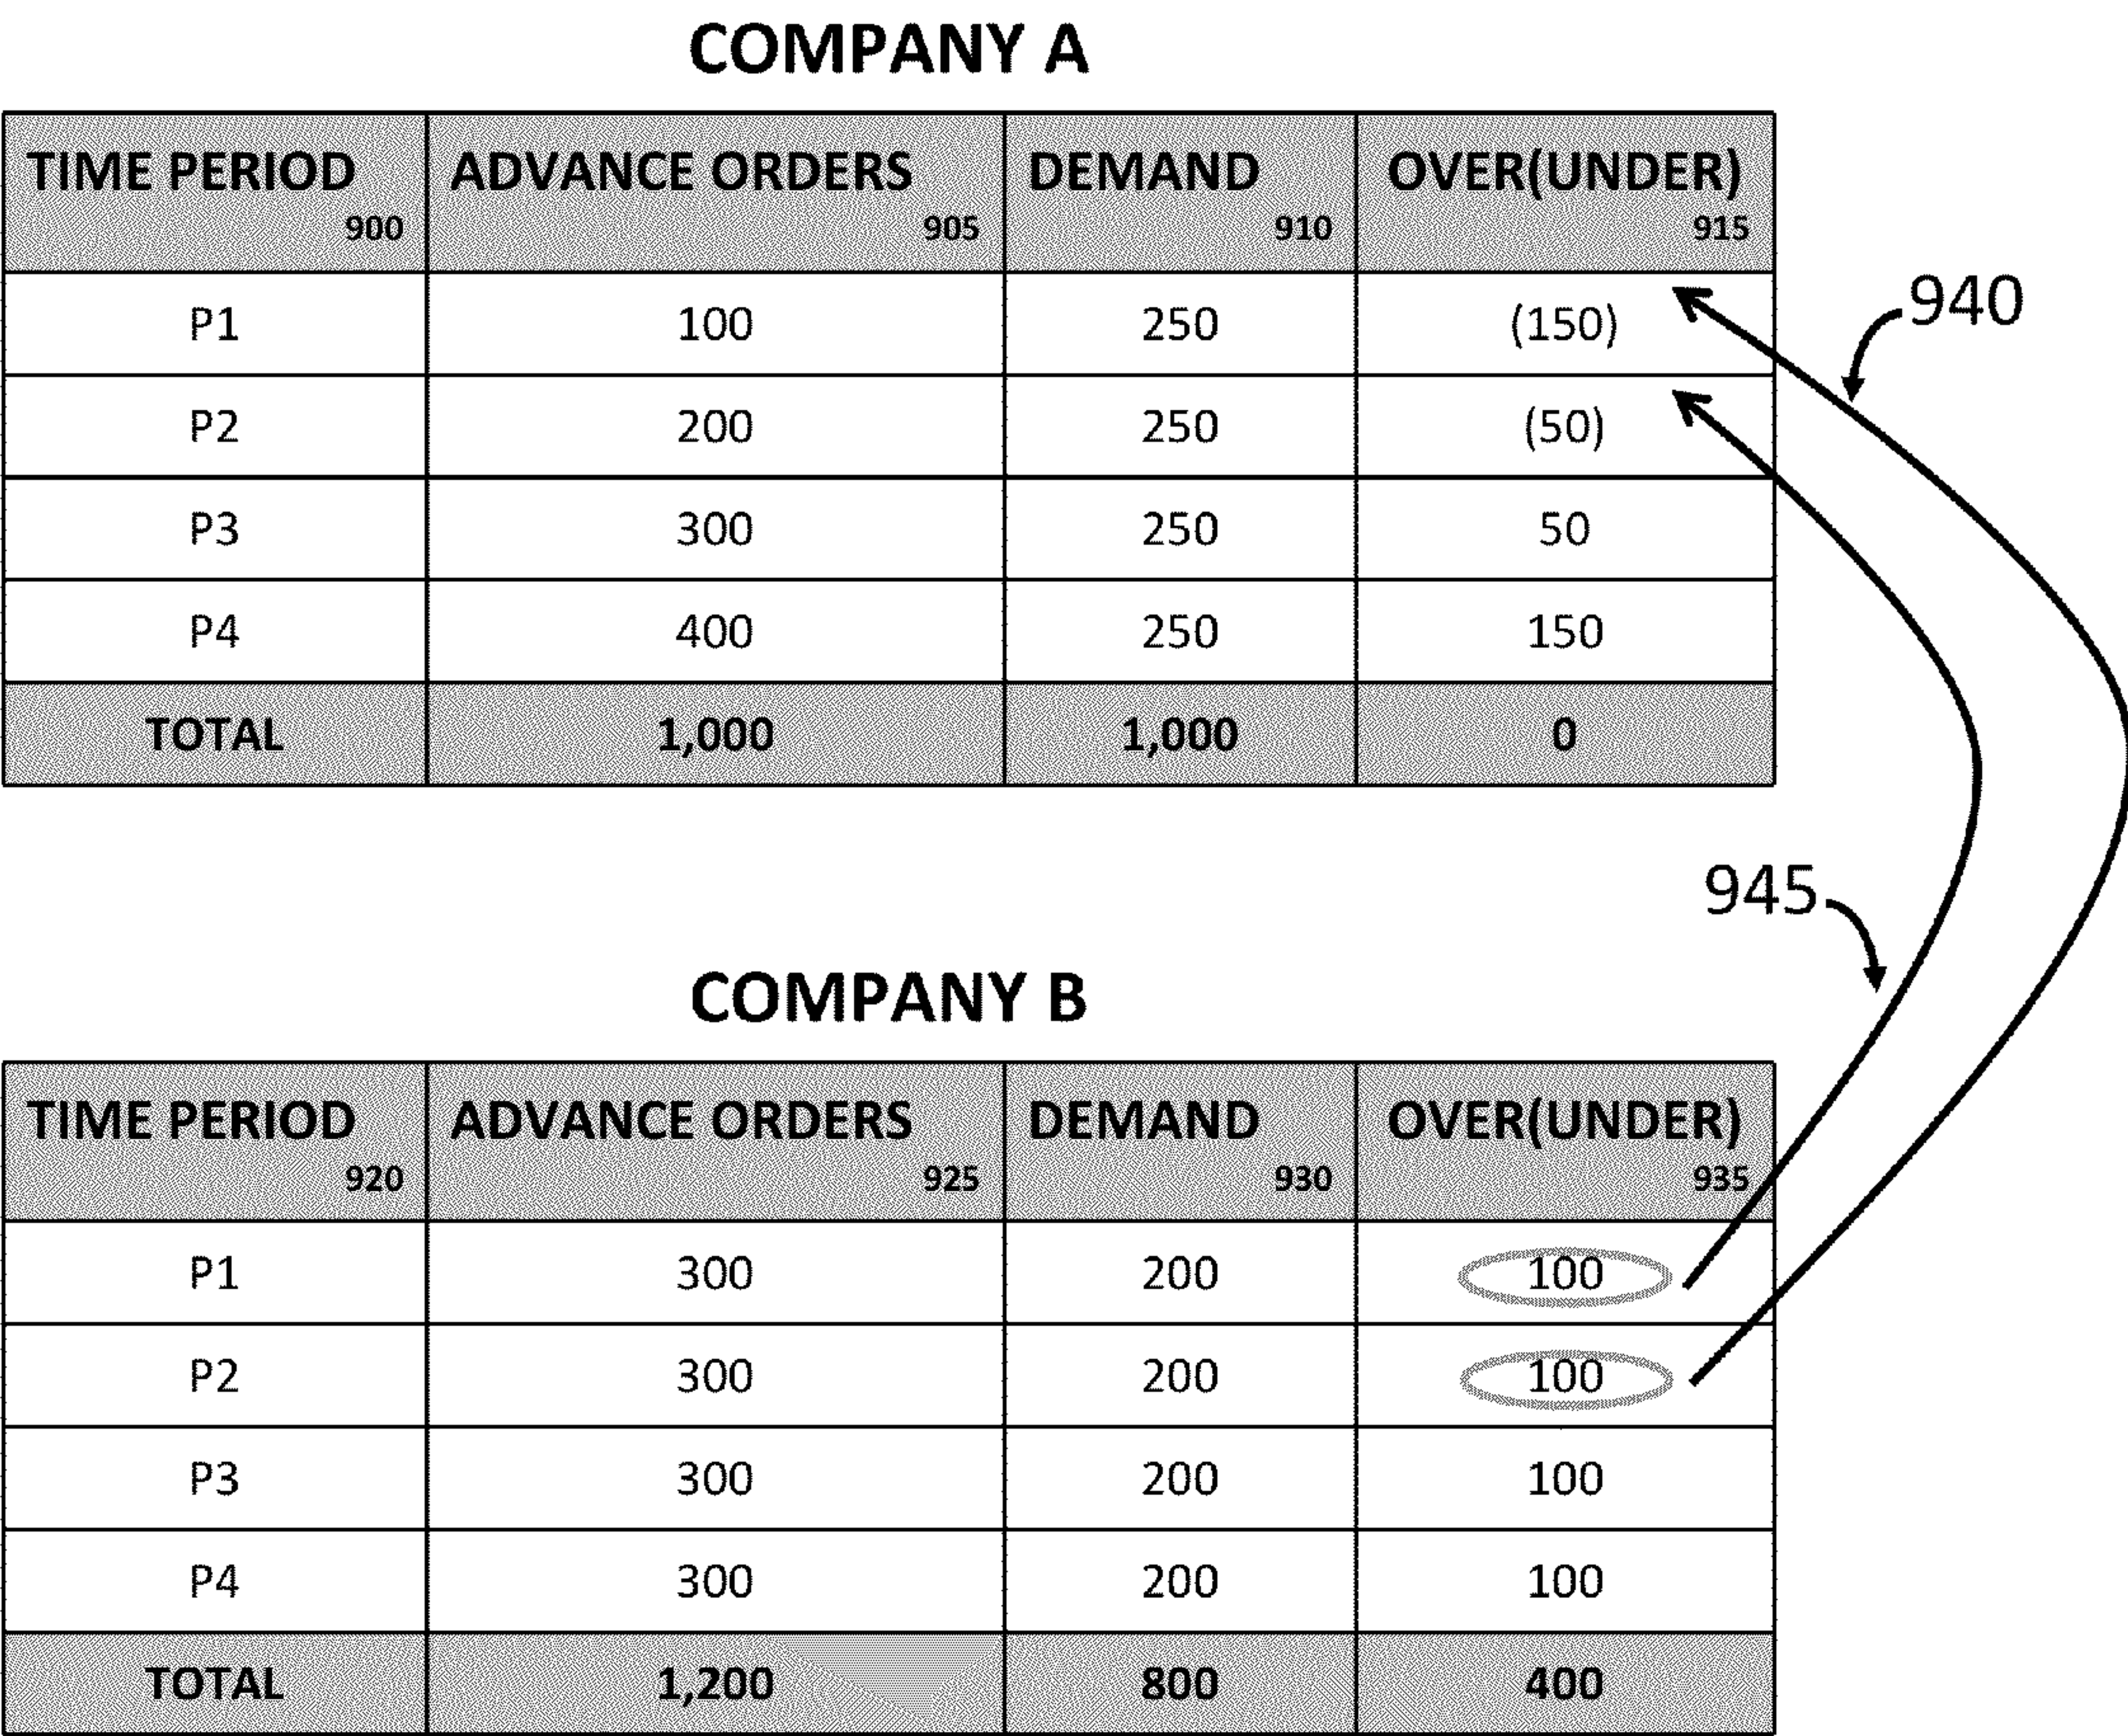 COMPANY A
TIME PERIOD ADVANCE ORDERS DEMAND OVER(UNDER)
900 905 910 915
P1 100 250 (150)
940
P2 200 250 (50)
P3 300 250 50
P4 400 250 150
TOTAL 1,000 1,000 0
945
COMPANY B
TIME PERIOD ADVANCE ORDERS DEMAND OVER(UNDER)
920 925 930 935
P1 300 200 100
P2 300 200 100
P3 300 200 100
P4 300 200 100
TOTAL 1,200 800 400